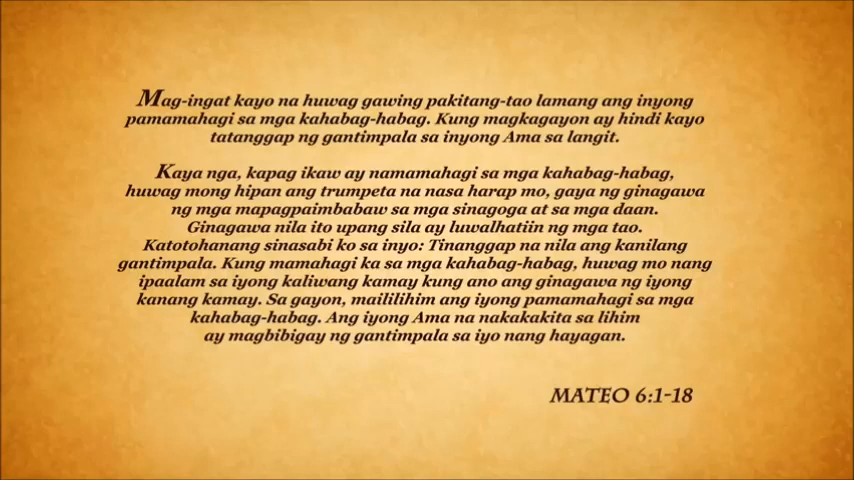 Mag-ingat kayo na huwag gawing pakitang-tao lamang ang inyong
pamamahagi sa mga kahabag-habag. Kung magkagayon ay hindi kayo
tatanggap ng gantimpala sa inyong Ama sa langit.
Kaya nga, kapag ikaw ay namamahagi sa mga kahabag-habag,
huwag mong hipan ang trumpeta na nasa harap mo, gaya ng ginagawa
ng mga mapagpaimbabaw sa mga sinagoga at sa mga daan.
Ginagawa nila ito upang sila ay luwalhatiin ng mga tao.
Katotohanang sinasabi ko sa inyo: Tinanggap na nila ang kanilang
gantimpala. Kung mamahagi ka sa mga kahabag-habag, huwag mo nang
ipaalam sa iyong kaliwang kamay kung ano ang ginagawa ng iyong
kanang kamay. Sa gayon, maililihim ang iyong pamamahagi sa mga
kahabag-habag. Ang iyong Ama na nakakakita sa lihim
ay magbibigay ng gantimpala sa iyo nang hayagan.
MATEO 6:1-18